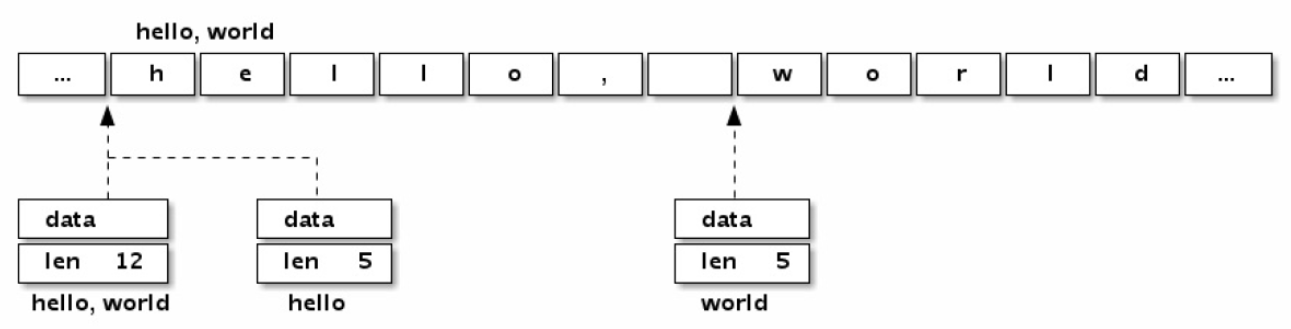 hello, world
... h e l l o , w o r l d ...
data data data
len 12 len 5 len 5
hello, world hello world